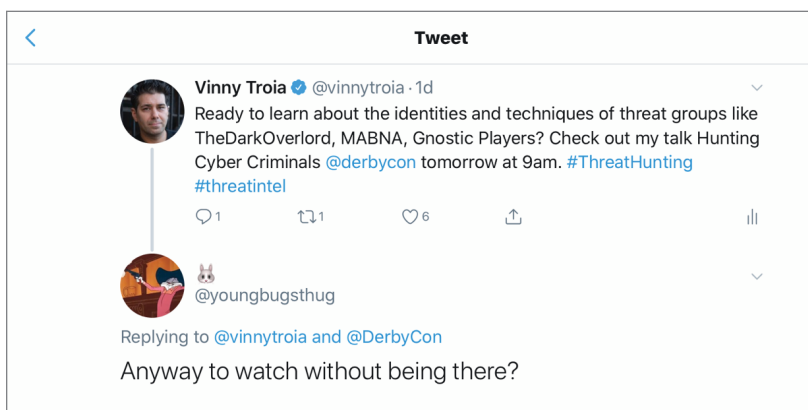 Tweet
Vinny Troia @vinnytroia · 1d
Ready to learn about the identities and techniques of threat groups like
TheDarkOverlord, MABNA, Gnostic Players? Check out my talk Hunting
Cyber Criminals @derbycon tomorrow at 9am. #ThreatHunting
#threatintel
1 1 6
@youngbugsthug
Replying to @vinnytroia and @DerbyCon
Anyway to watch without being there?